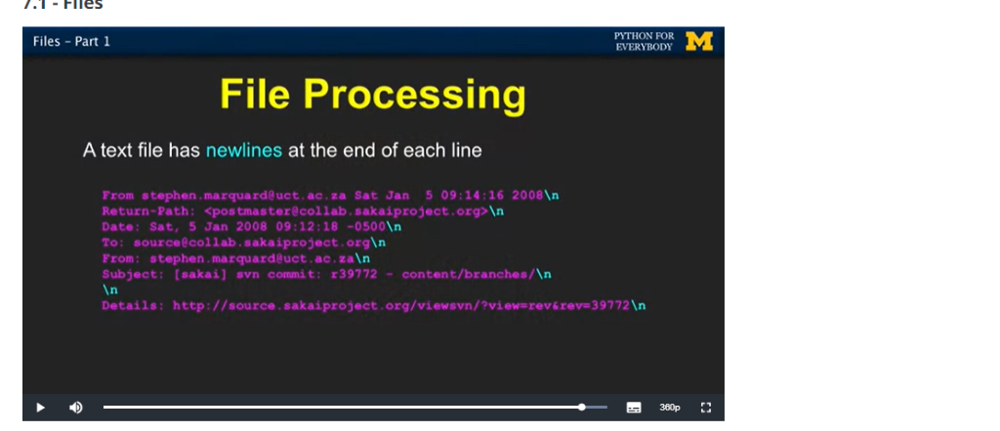 7.1 - Files
Files – Part 1
PYTHON FOR
EVERYBODY
M
File Processing
A text file has newlines at the end of each line
From stephen.marquard@uct.ac.za Sat Jan  5 09:14:16 2008\n
Return-Path: <postmaster@collab.sakaiproject.org>\n
Date: Sat, 5 Jan 2008 09:12:18 -0500\n
To: source@collab.sakaiproject.org\n
From: stephen.marquard@uct.ac.za\n
Subject: [sakai] svn commit: r39772 - content/branches/\n
\n
Details: http://source.sakaiproject.org/viewsvn/?view=rev&rev=39772\n
360p